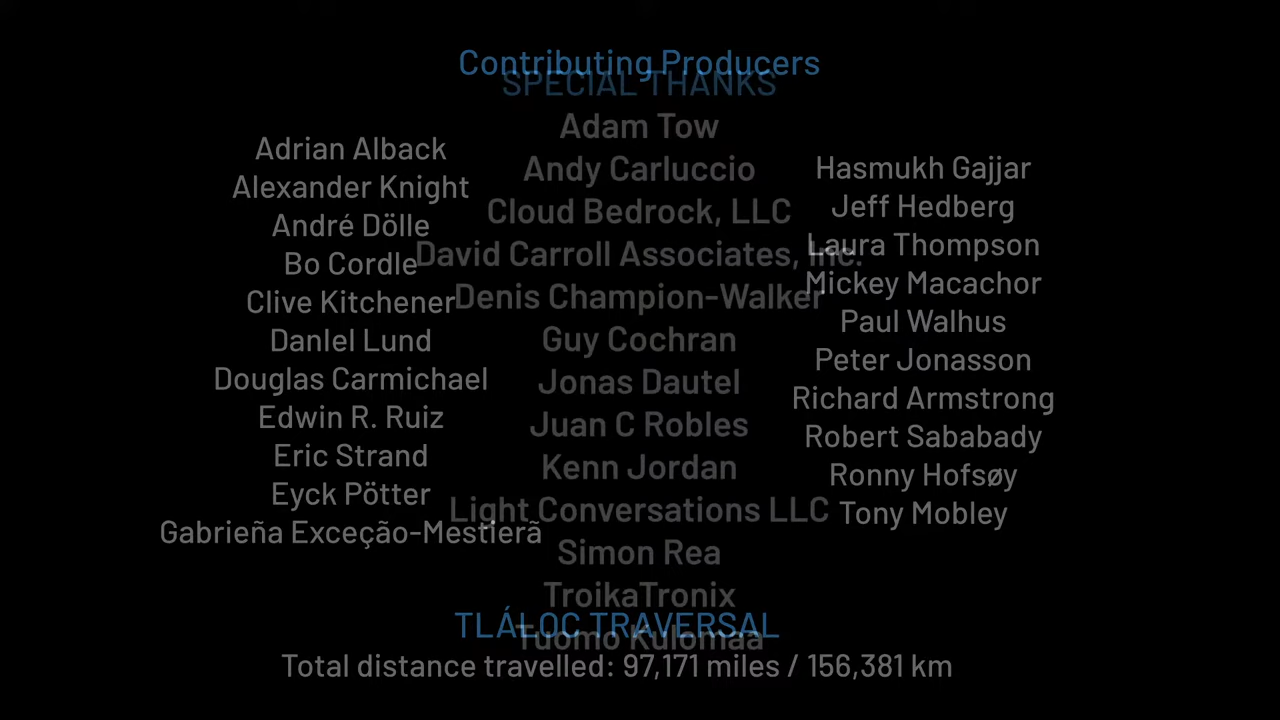 Contributing Producers
Adrian Alback
Alexander Knight
André Dölle
Bo Cordle
Clive Kitchener
Danlel Lund
Douglas Carmichael
Edwin R. Ruiz
Eric Strand
Eyck Pötter
Gabrieña Exceção-Mestierã
Hasmukh Gajjar
Jeff Hedberg
Laura Thompson
Mickey Macachor
Paul Walhus
Peter Jonasson
Richard Armstrong
Robert Sababady
Ronny Hofsøy
Tony Mobley
SPECIAL THANKS
Adam Tow
Andy Carluccio
Cloud Bedrock, LLC
David Carroll Associates, Inc.
Denis Champion-Walker
Guy Cochran
Jonas Dautel
Juan C Robles
Kenn Jordan
Light Conversations LLC
Simon Rea
TroikaTronix
Tuomo Kulomaa
TLÁLOC TRAVERSAL
Total distance travelled: 97,171 miles / 156,381 km